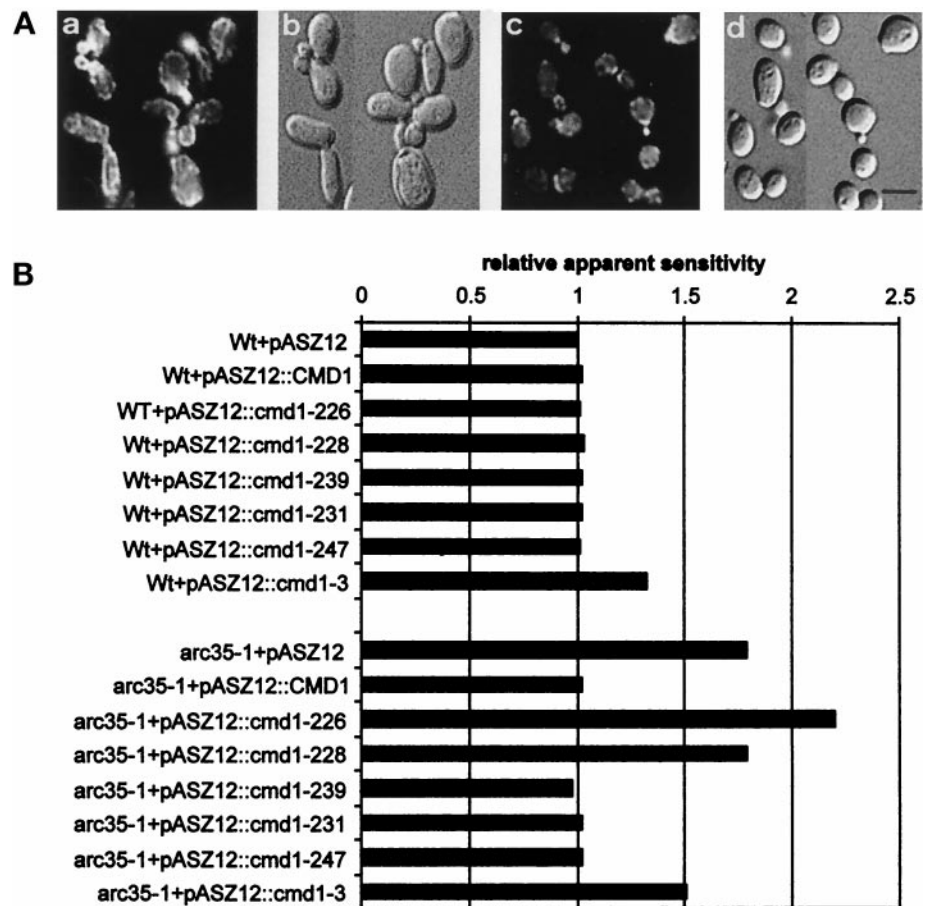 A
a
b
c
d
B
relative apparent sensitivity
0 0.5 1 1.5 2 2.5
Wt+pASZ12
Wt+pASZ12::CMD1
WT+pASZ12::cmd1-226
Wt+pASZ12::cmd1-228
Wt+pASZ12::cmd1-239
Wt+pASZ12::cmd1-231
Wt+pASZ12::cmd1-247
Wt+pASZ12::cmd1-3
arc35-1+pASZ12
arc35-1+pASZ12::CMD1
arc35-1+pASZ12::cmd1-226
arc35-1+pASZ12::cmd1-228
arc35-1+pASZ12::cmd1-239
arc35-1+pASZ12::cmd1-231
arc35-1+pASZ12::cmd1-247
arc35-1+pASZ12::cmd1-3